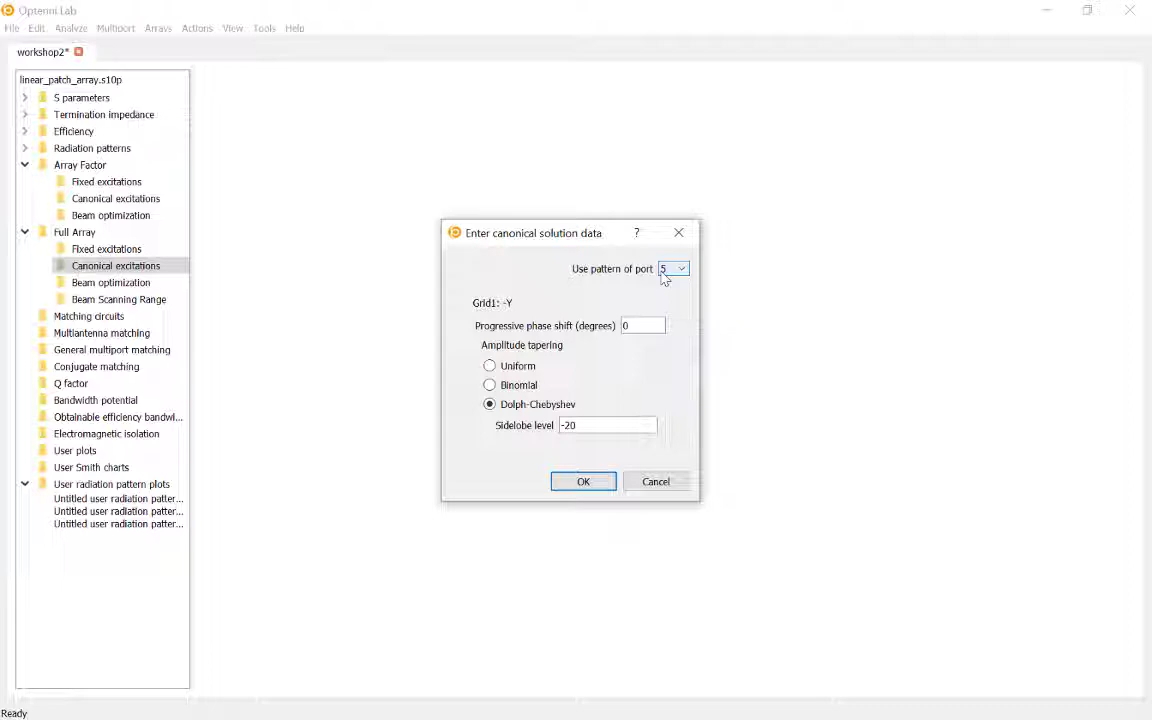 Optenni Lab
File Edit Analyze Multiport Arrays Actions View Tools Help
workshop2*
linear_patch_array.s10p
S parameters
Termination impedance
Efficiency
Radiation patterns
Array Factor
Fixed excitations
Canonical excitations
Beam optimization
Full Array
Fixed excitations
Canonical excitations
Beam optimization
Beam Scanning Range
Matching circuits
Multiantenna matching
General multiport matching
Conjugate matching
Q factor
Bandwidth potential
Obtainable efficiency bandwi...
Electromagnetic isolation
User plots
User Smith charts
User radiation pattern plots
Untitled user radiation patter...
Untitled user radiation patter...
Untitled user radiation patter...
Enter canonical solution data ?
Use pattern of port 5
Grid1: -Y
Progressive phase shift (degrees) 0
Amplitude tapering
Uniform
Binomial
Dolph-Chebyshev
Sidelobe level -20
OK Cancel
Ready